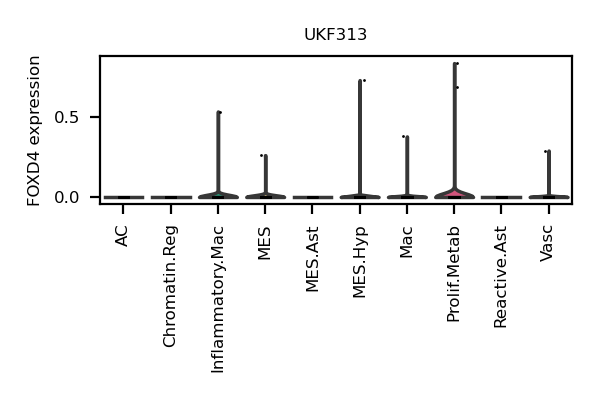 UKF313
FOXD4 expression
0.5
0.0
AC
Chromatin.Reg
Inflammatory.Mac
MES
MES.Ast
MES.Hyp
Mac
Prolif.Metab
Reactive.Ast
Vasc